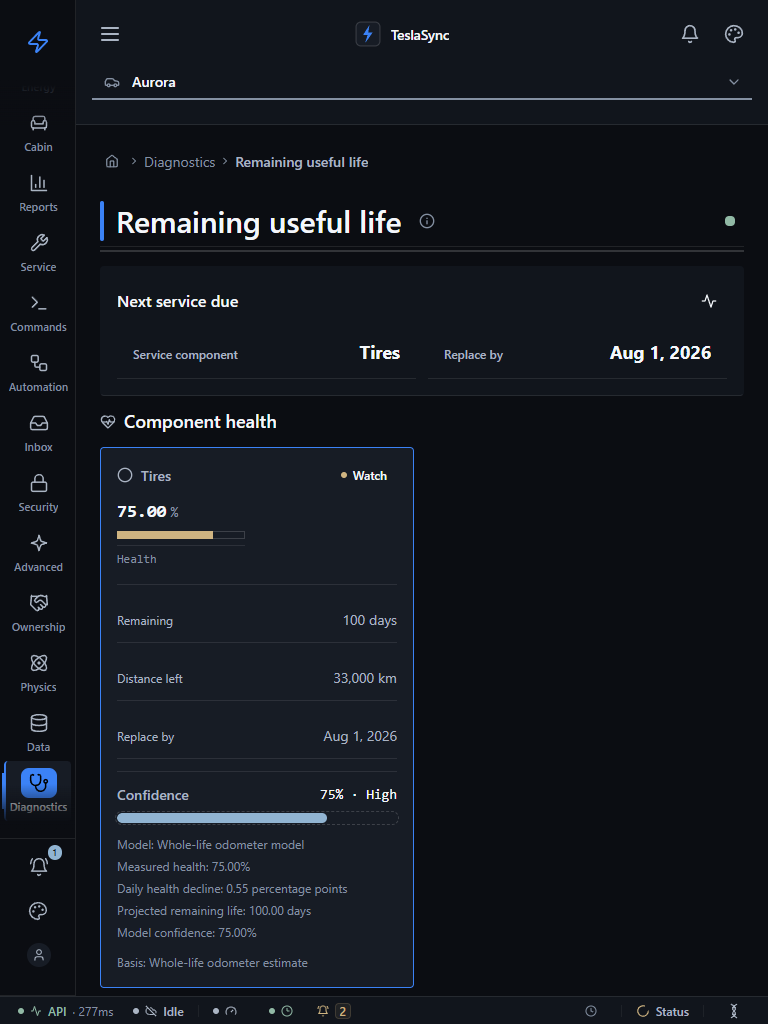 TeslaSync
Aurora
Energy
Cabin
Reports
Service
Commands
Automation
Inbox
Security
Advanced
Ownership
Physics
Data
Diagnostics
1
Diagnostics > Remaining useful life
Remaining useful life
Next service due
Service component Tires
Replace by Aug 1, 2026
Component health
Tires Watch
75.00 %
Health
Remaining 100 days
Distance left 33,000 km
Replace by Aug 1, 2026
Confidence 75% · High
Model: Whole-life odometer model
Measured health: 75.00%
Daily health decline: 0.55 percentage points
Projected remaining life: 100.00 days
Model confidence: 75.00%
Basis: Whole-life odometer estimate
API · 277ms Idle 2 Status